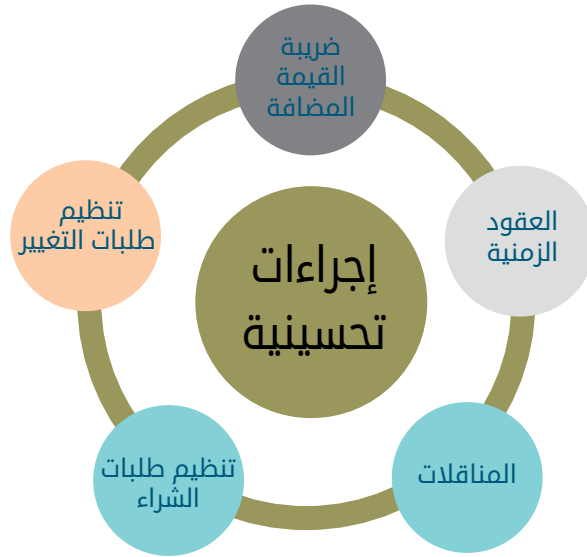 ضريبة
القيمة
المضافة
العقود
الزمنية
المناقلات
تنظيم طلبات
الشراء
تنظيم
طلبات التغيير
إجراءات
تحسينية